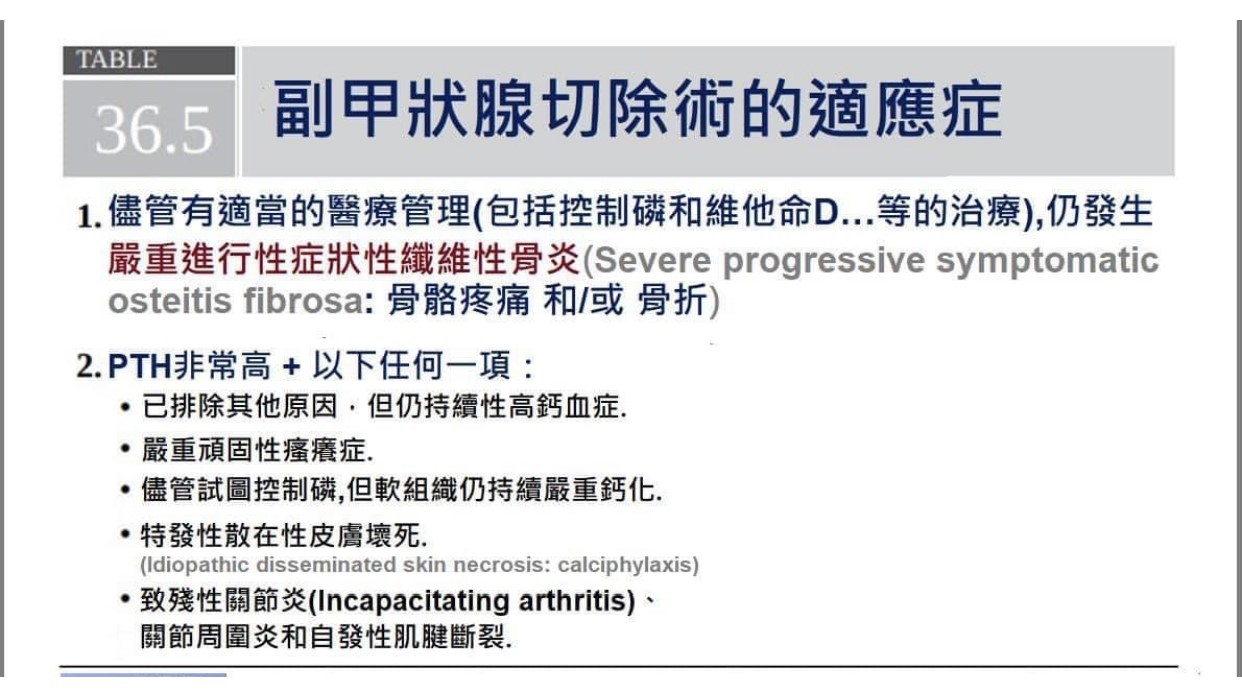 TABLE
36.5
副甲狀腺切除術的適應症
1. 儘管有適當的醫療管理(包括控制磷和維他命D...等的治療),仍發生
嚴重進行性症狀性纖維性骨炎(Severe progressive symptomatic
osteitis fibrosa: 骨骼疼痛 和/或 骨折)
2. PTH非常高 + 以下任何一項：
• 已排除其他原因，但仍持續性高鈣血症.
• 嚴重頑固性瘙癢症.
• 儘管試圖控制磷,但軟組織仍持續嚴重鈣化.
• 特發性散在性皮膚壞死.
(Idiopathic disseminated skin necrosis: calciphylaxis)
• 致殘性關節炎(Incapacitating arthritis)、
關節周圍炎和自發性肌腱斷裂.